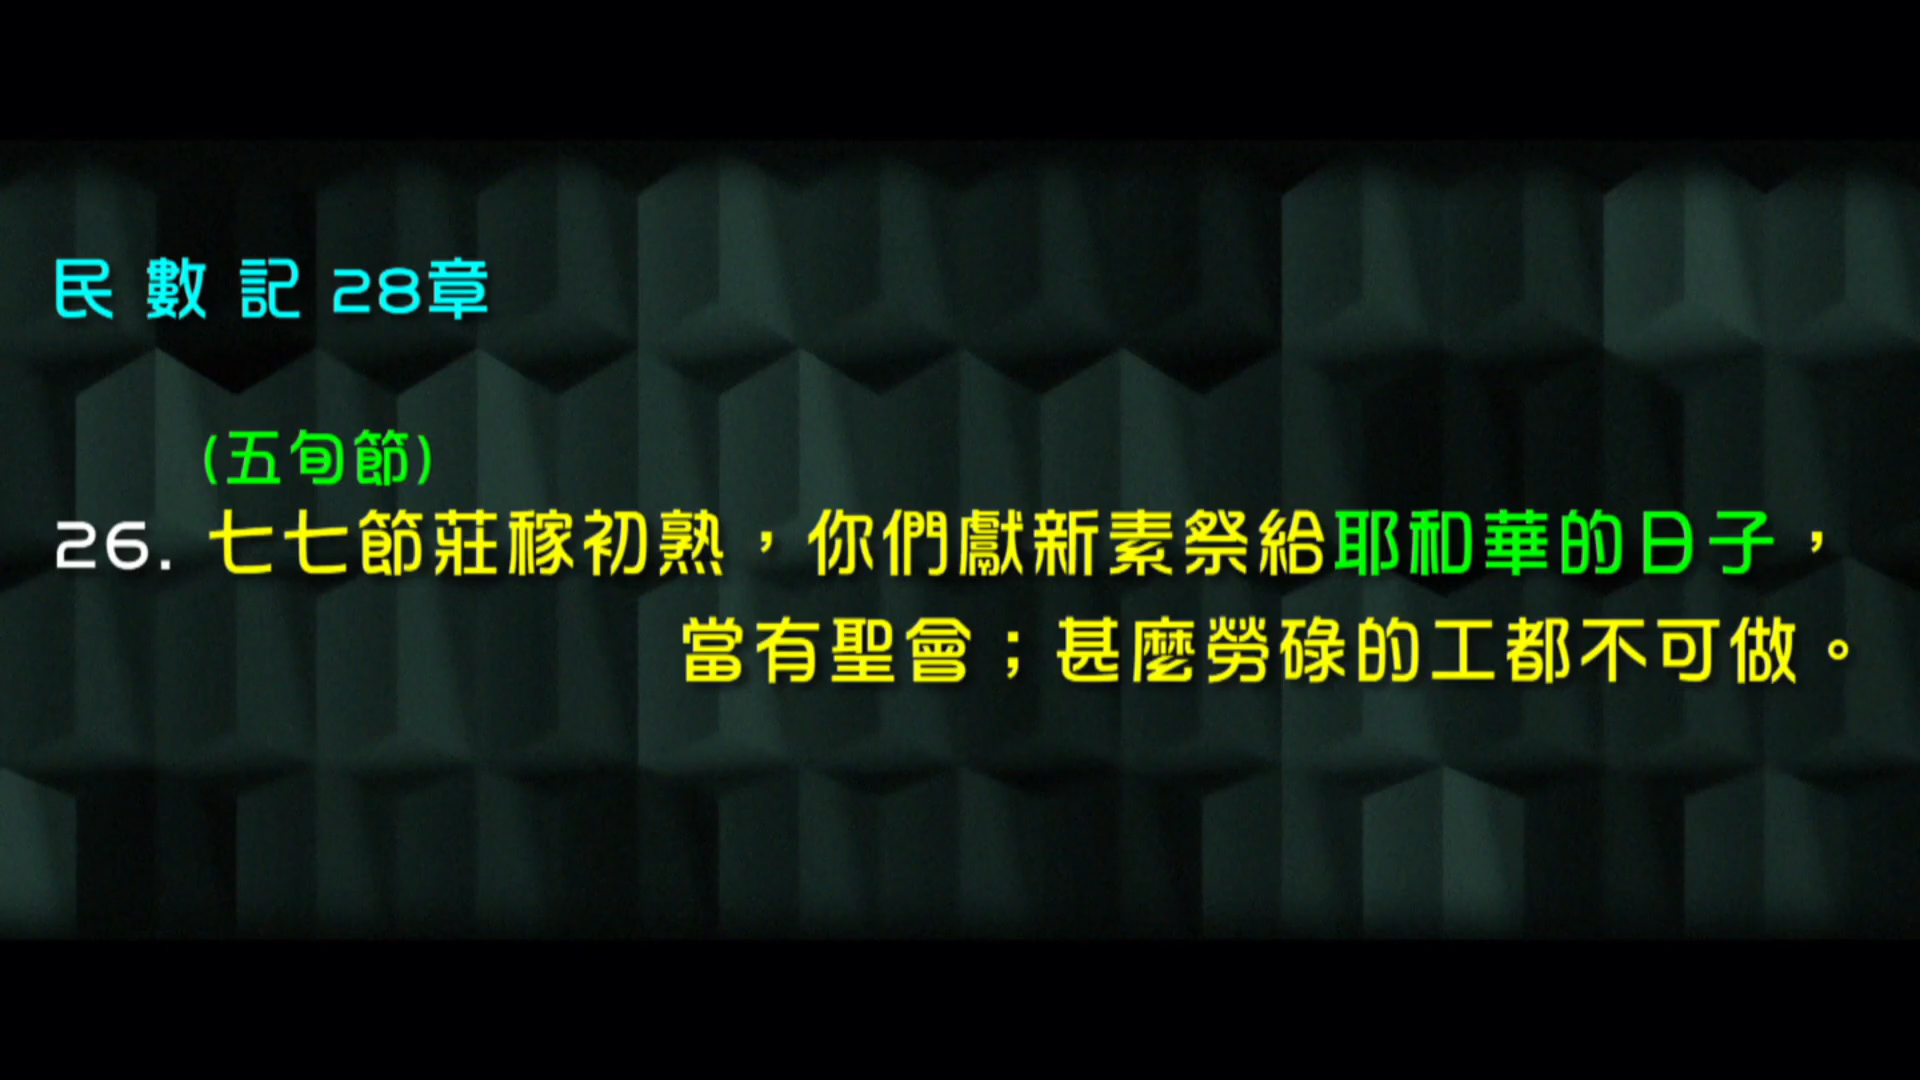 民數記 28章
(五旬節)
26. 七七節莊稼初熟，你們獻新素祭給耶和華的日子，
當有聖會；甚麼勞碌的工都不可做。